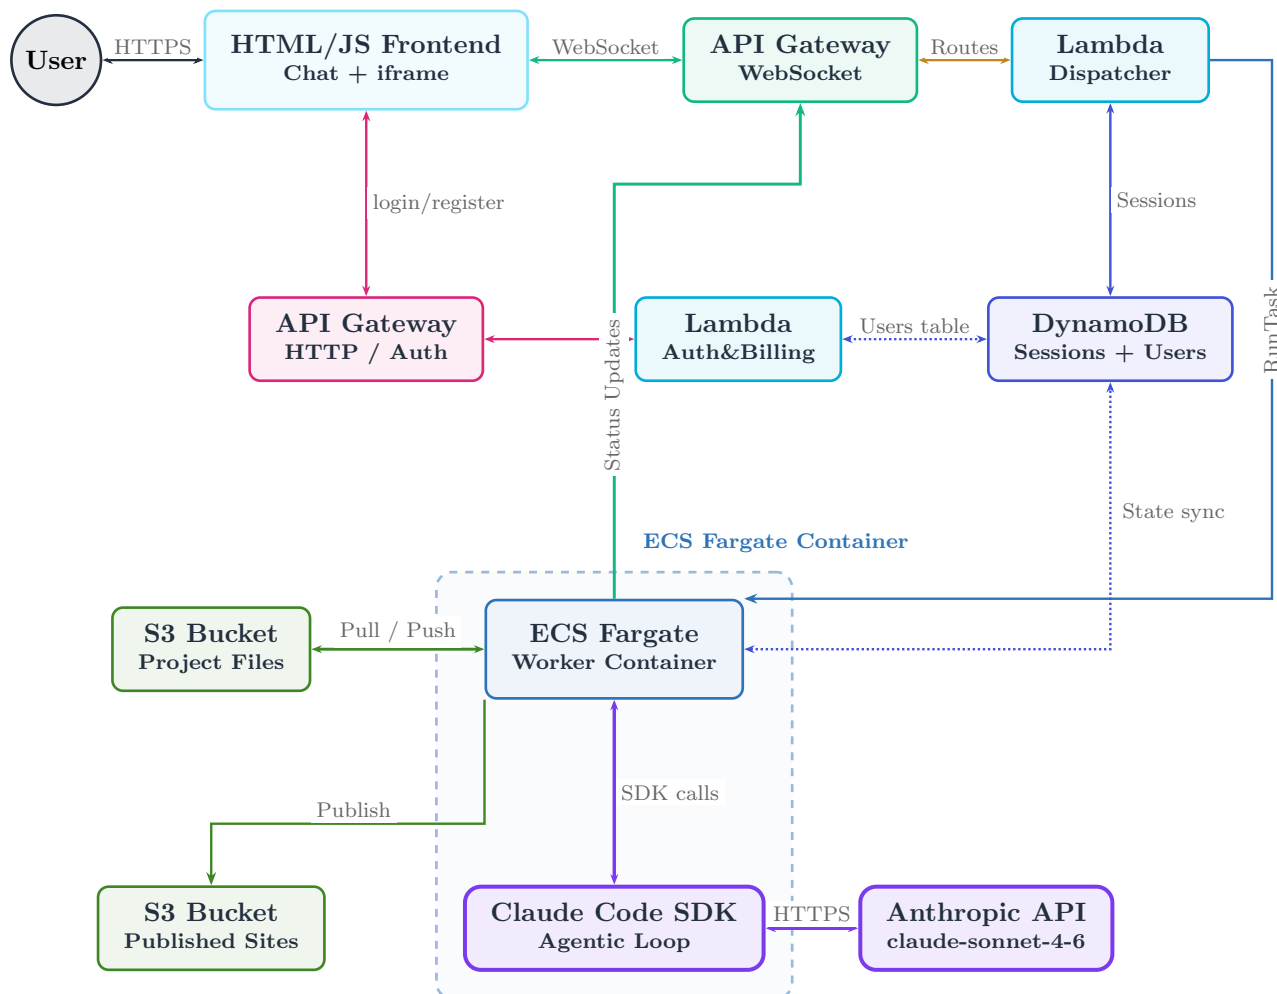 User
HTTPS
HTML/JS Frontend
Chat + iframe
WebSocket
API Gateway
WebSocket
Routes
Lambda
Dispatcher
login/register
Sessions
RunTask
API Gateway
HTTP / Auth
Status Updates
Lambda
Auth&Billing
Users table
DynamoDB
Sessions + Users
State sync
ECS Fargate Container
S3 Bucket
Project Files
Pull / Push
ECS Fargate
Worker Container
SDK calls
Publish
S3 Bucket
Published Sites
Claude Code SDK
Agentic Loop
HTTPS
Anthropic API
claude-sonnet-4-6